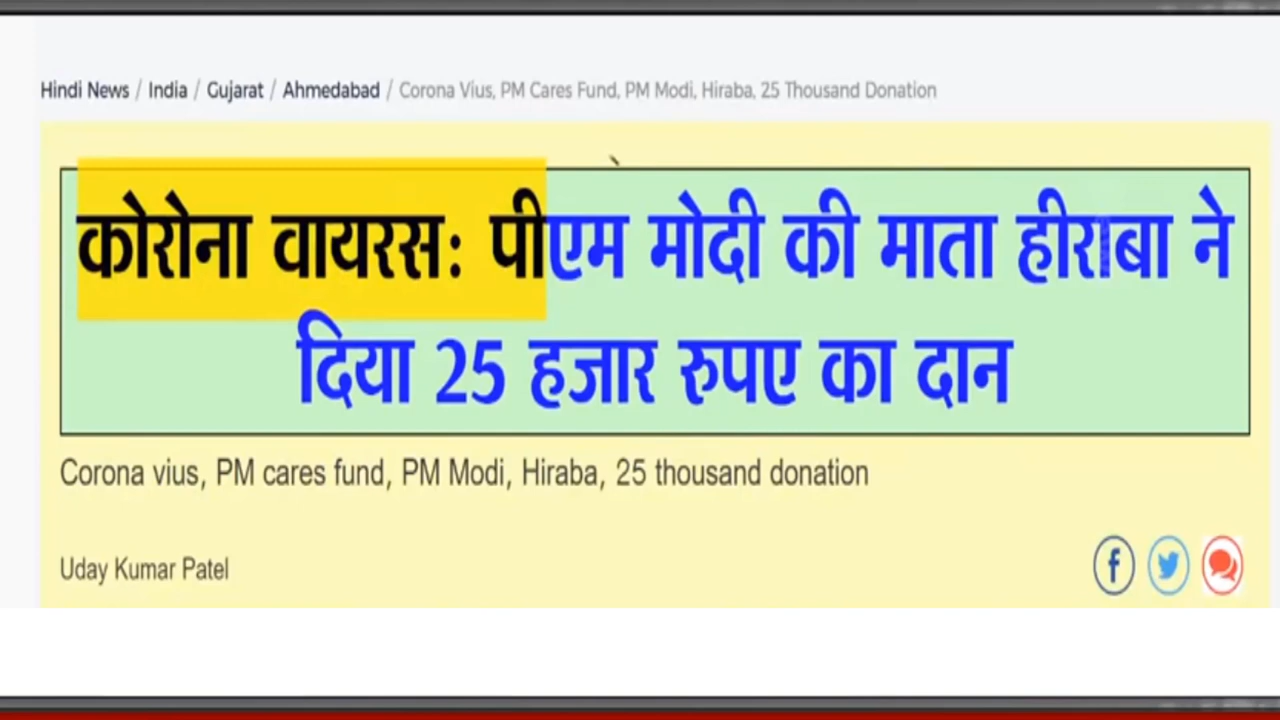 Hindi News / India / Gujarat / Ahmedabad / Corona Vius, PM Cares Fund, PM Modi, Hiraba, 25 Thousand Donation
कोरोना वायरस: पीएम मोदी की माता हीराबा ने
दिया 25 हजार रुपए का दान
Corona vius, PM cares fund, PM Modi, Hiraba, 25 thousand donation
Uday Kumar Patel